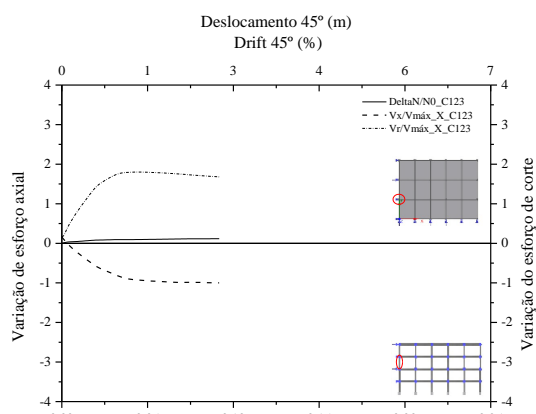 Deslocamento 45º (m)
Drift 45º (%)
0 1 3 4 6 7
4 4
DeltaN/N0_C123
Vx/Vmáx_X_C123
Vr/Vmáx_X_C123
3 3
2 2
1 1
0 0
-1 -1
-2 -2
-3 -3
-4 -4
Variação de esforço axial
Variação do esforço de corte